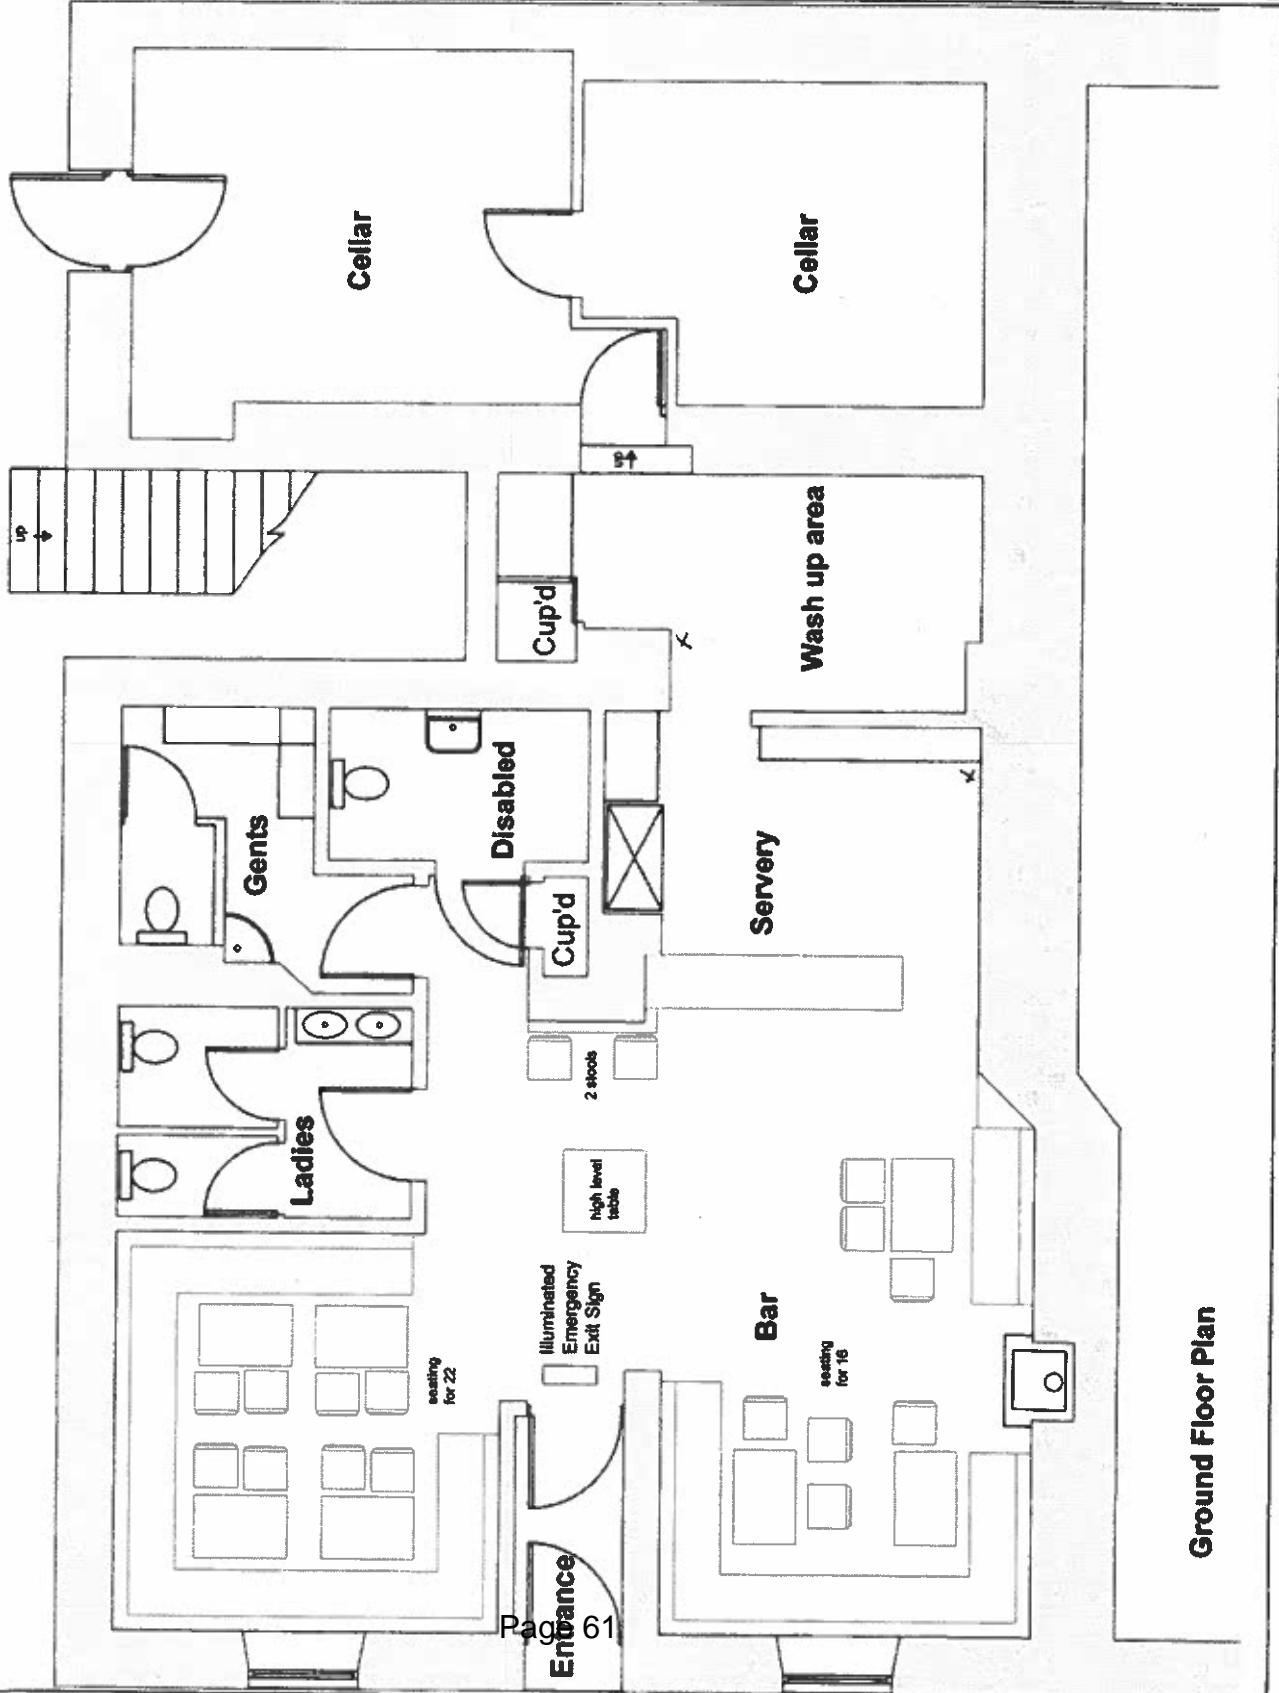 Cellar
Cellar
up
up
Cup'd
Wash up area
Gents
Disabled
Cup'd
Servery
2 stools
Ladies
high level
table
Illuminated
Emergency
Exit Sign
Bar
seating
for 22
seating
for 16
Entrance
Page 61
Ground Floor Plan